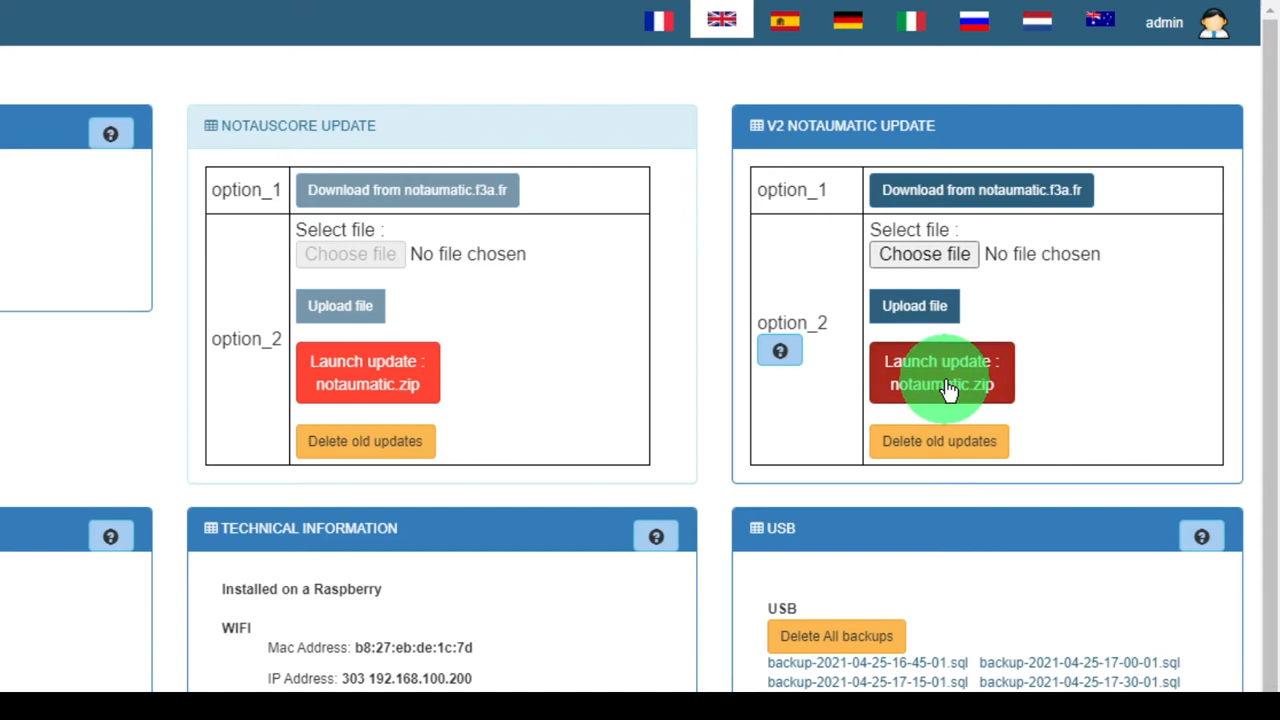 admin
NOTAUSCORE UPDATE
option_1
Download from notaumatic.f3a.fr
Select file :
Choose file No file chosen
Upload file
option_2
Launch update :
notaumatic.zip
Delete old updates
V2 NOTAUMATIC UPDATE
option_1
Download from notaumatic.f3a.fr
Select file :
Choose file No file chosen
Upload file
option_2
Launch update :
notaumatic.zip
Delete old updates
TECHNICAL INFORMATION
Installed on a Raspberry
WIFI
Mac Address: b8:27:eb:de:1c:7d
IP Address: 303 192.168.100.200
USB
USB
Delete All backups
backup-2021-04-25-16-45-01.sql backup-2021-04-25-17-00-01.sql
backup-2021-04-25-17-15-01.sql backup-2021-04-25-17-30-01.sql